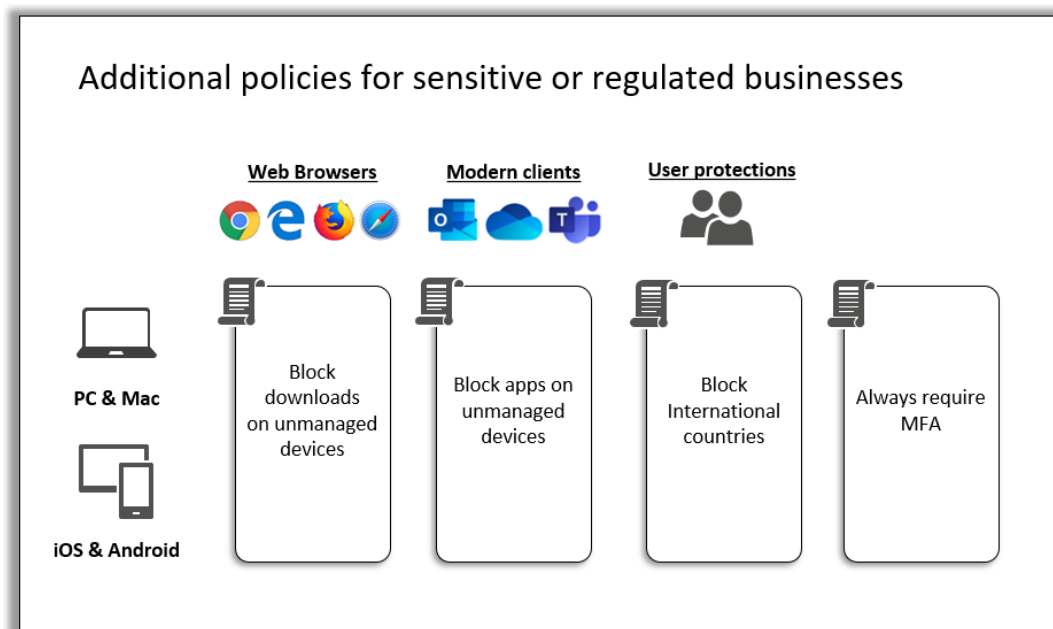 Additional policies for sensitive or regulated businesses
Web Browsers
Modern clients
User protections
O
T
PC & Mac
iOS & Android
Block
downloads
on unmanaged
devices
Block apps on
unmanaged
devices
Block
International
countries
Always require
MFA